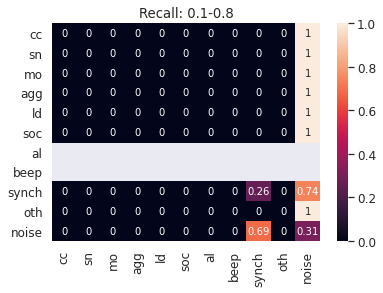 Recall: 0.1-0.8
cc 0 0 0 0 0 0 0 0 0 0 1 1.0
sn 0 0 0 0 0 0 0 0 0 0 1
mo 0 0 0 0 0 0 0 0 0 0 1 0.8
agg 0 0 0 0 0 0 0 0 0 0 1
ld 0 0 0 0 0 0 0 0 0 0 1 0.6
soc 0 0 0 0 0 0 0 0 0 0 1
al 0.4
beep
synch 0 0 0 0 0 0 0 0 0.26 0 0.74 0.2
oth 0 0 0 0 0 0 0 0 0 0 1
noise 0 0 0 0 0 0 0 0 0.69 0 0.31 0.0
cc sn mo agg ld soc al beep synch oth noise